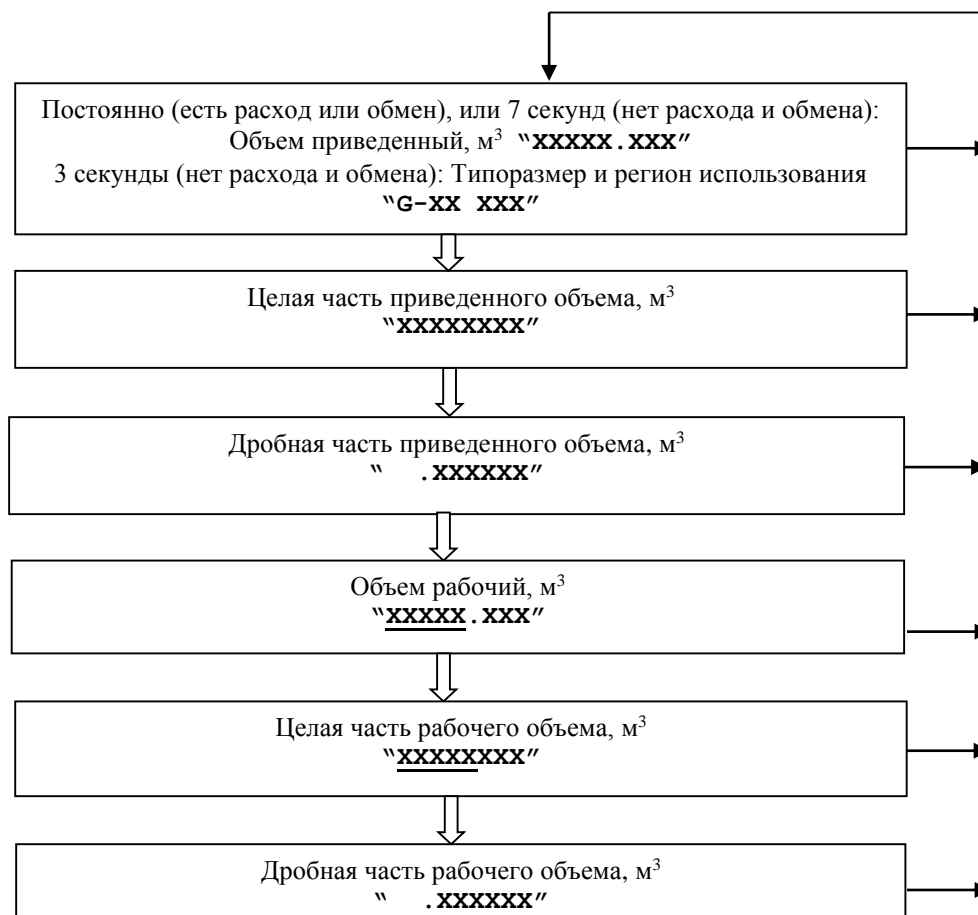 Постоянно (есть расход или обмен), или 7 секунд (нет расхода и обмена):
Объем приведенный, м³ “XXXXX.XXX”
3 секунды (нет расхода и обмена): Типоразмер и регион использования
“G-XX XXX”
Целая часть приведенного объема, м³
“XXXXXXXX”
Дробная часть приведенного объема, м³
“  .XXXXXX”
Объем рабочий, м³
“XXXXX.XXX”
Целая часть рабочего объема, м³
“XXXXXXXX”
Дробная часть рабочего объема, м³
“  .XXXXXX”